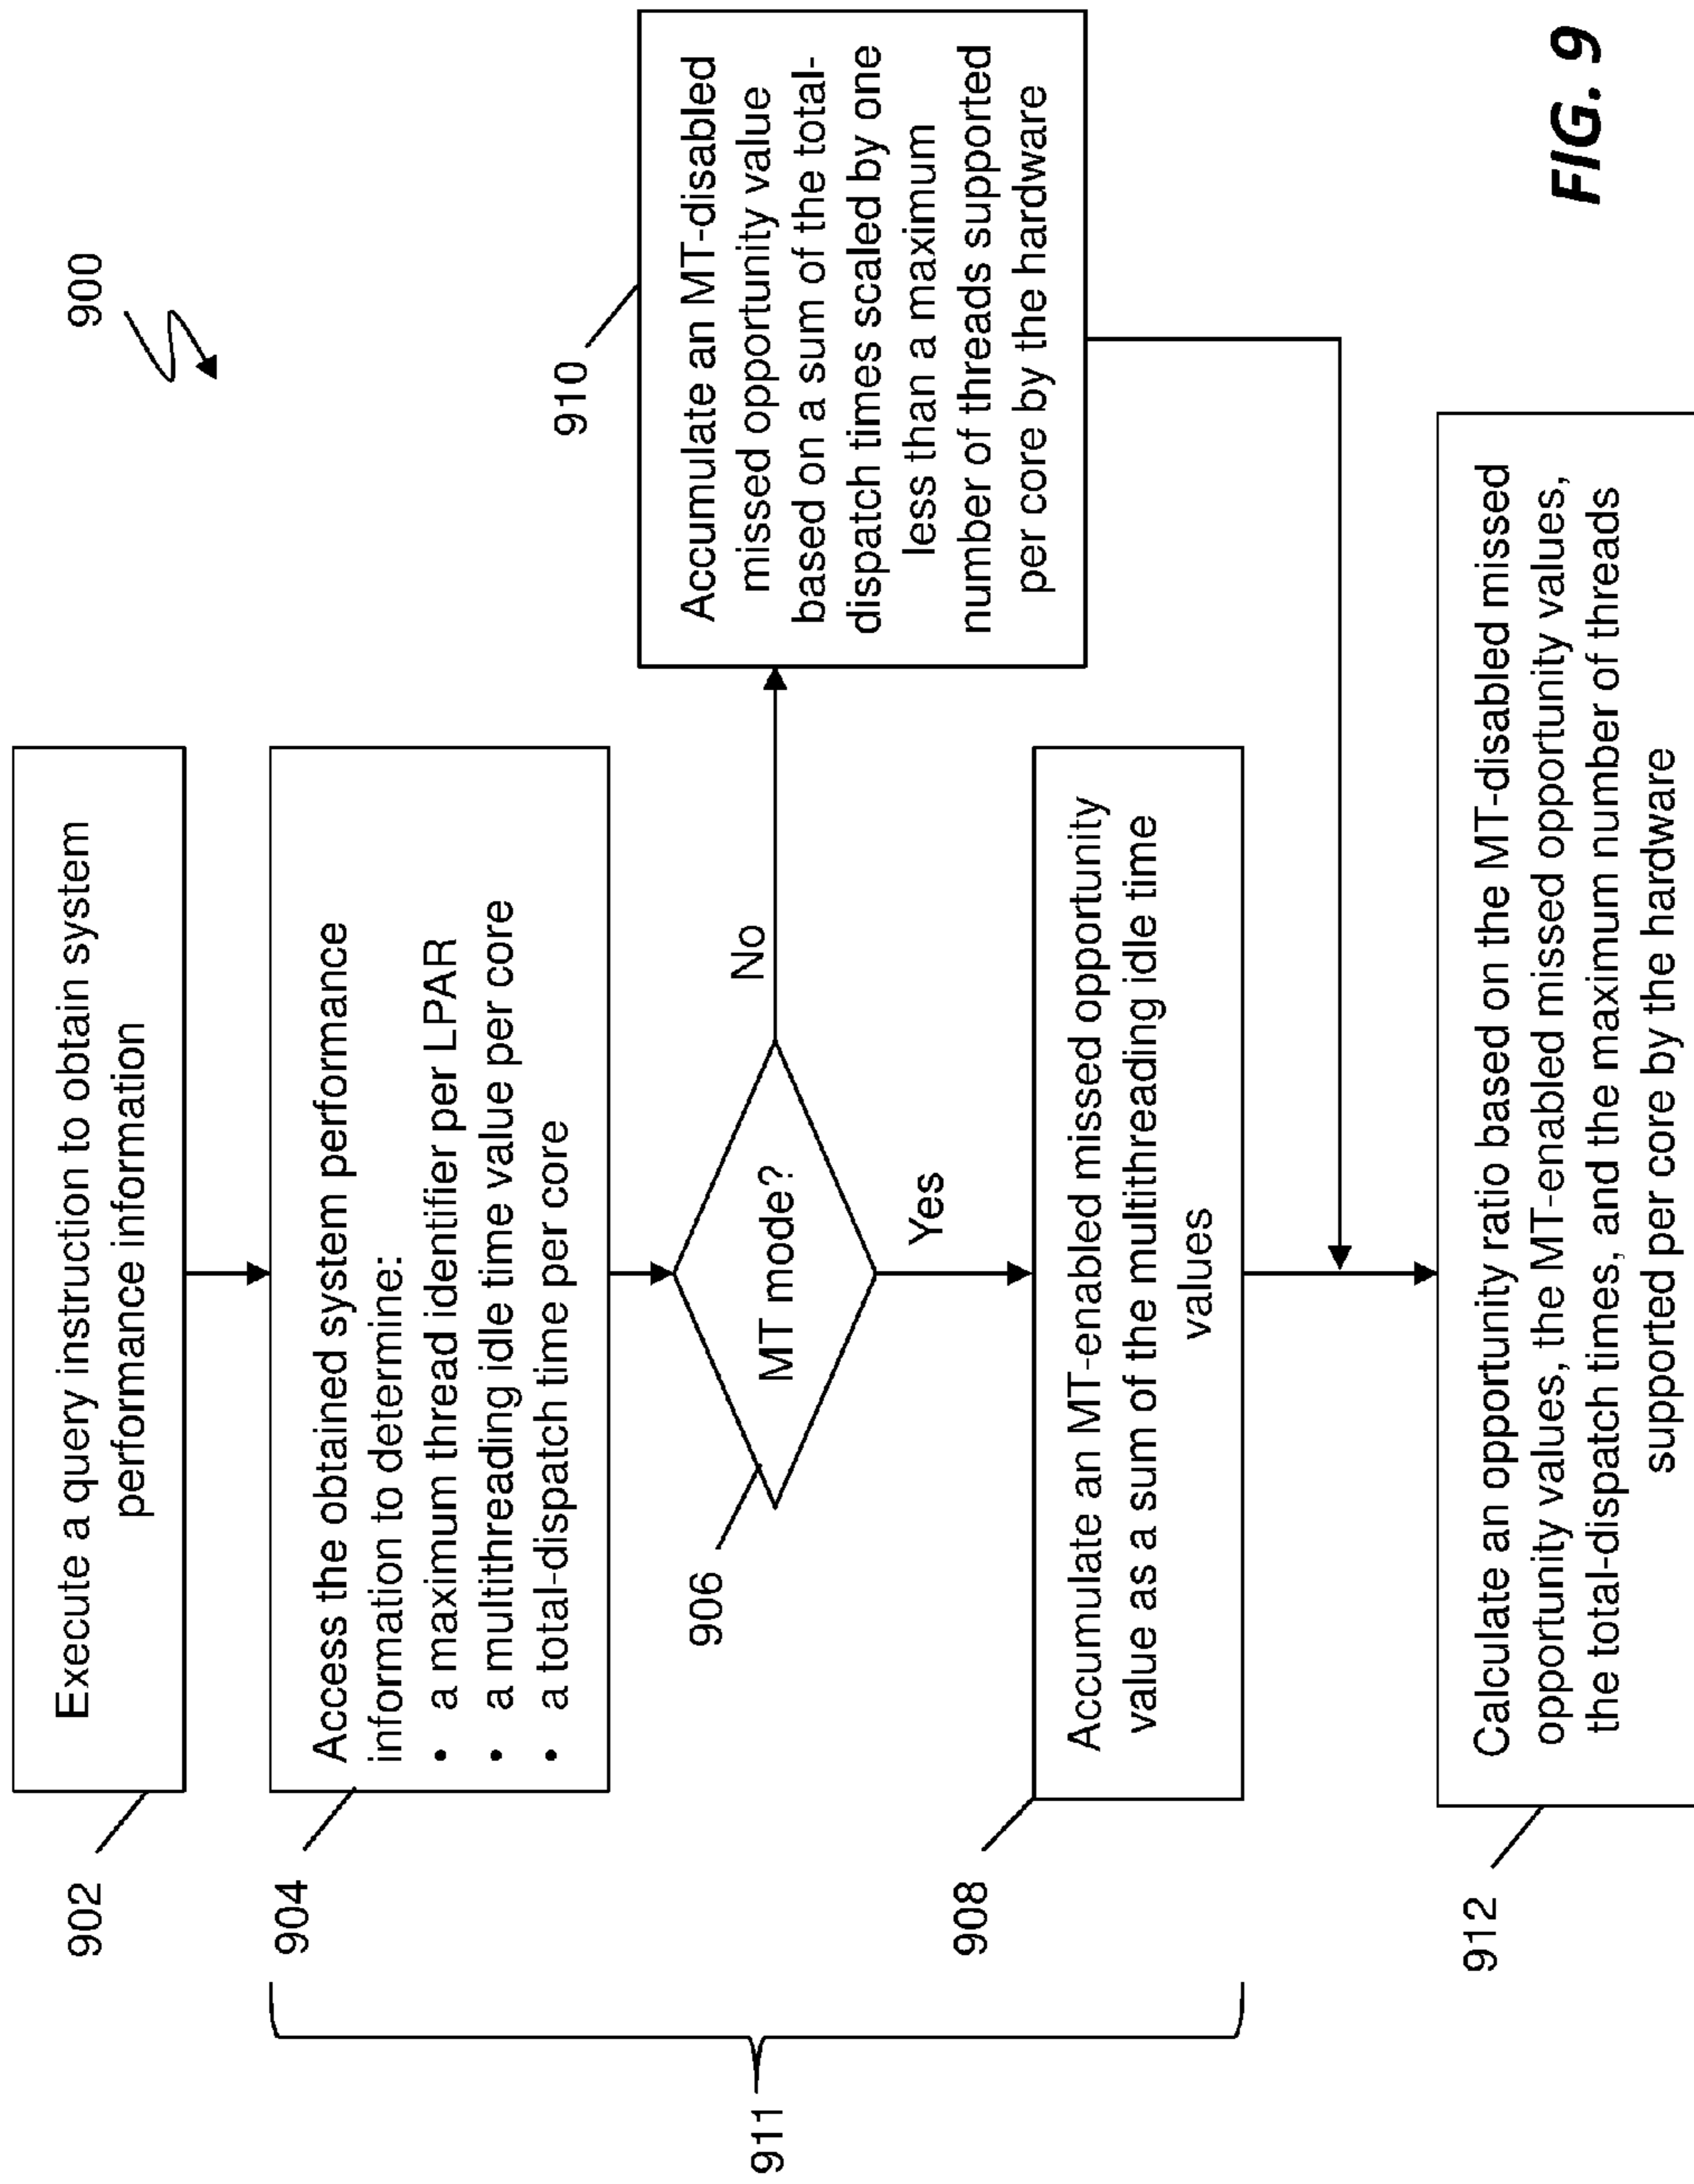 900
902
Execute a query instruction to obtain system
performance information
904
Access the obtained system performance
information to determine:
• a maximum thread identifier per LPAR
• a multithreading idle time value per core
• a total-dispatch time per core
906
MT mode?
No
Yes
910
Accumulate an MT-disabled
missed opportunity value
based on a sum of the total-
dispatch times scaled by one
less than a maximum
number of threads supported
per core by the hardware
911
908
Accumulate an MT-enabled missed opportunity
value as a sum of the multithreading idle time
values
912
Calculate an opportunity ratio based on the MT-disabled missed
opportunity values, the MT-enabled missed opportunity values,
the total-dispatch times, and the maximum number of threads
supported per core by the hardware
FIG. 9